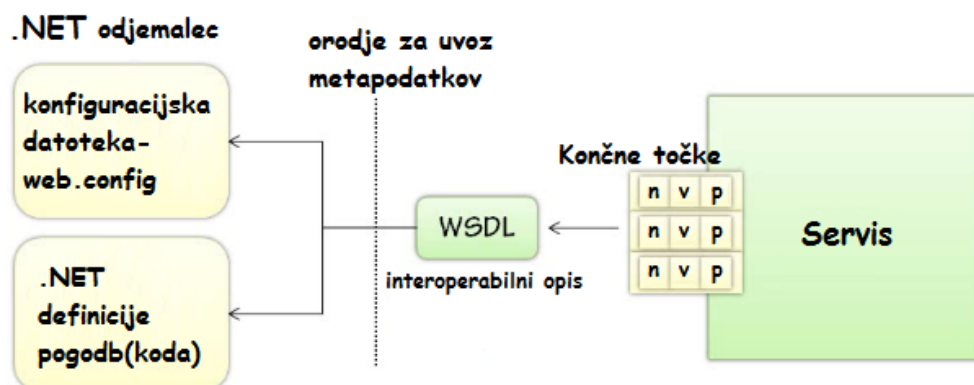 .NET odjemalec
konfiguracijska
datoteka-
web.config
.NET
definicije
pogodb(koda)
orodje za uvoz
metapodatkov
WSDL
interoperabilni opis
Končne točke
n v p
n v p
n v p
Servis